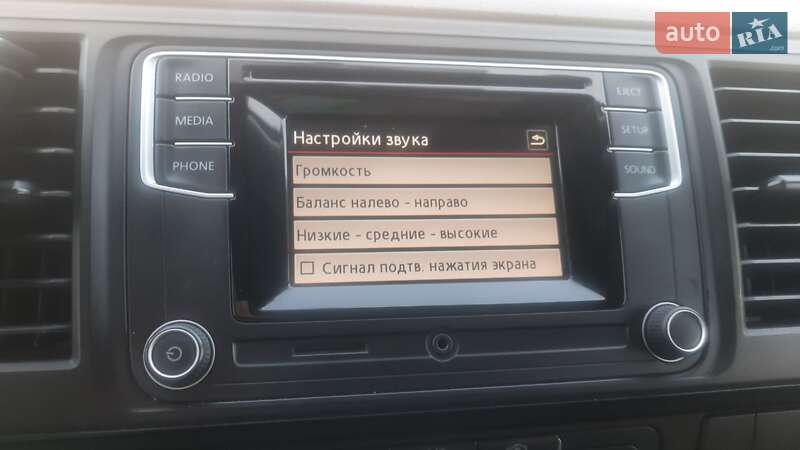 auto RIA
.com
RADIO
MEDIA
PHONE
EJECT
SETUP
SOUND
Настройки звука
Громкость
Баланс налево - направо
Низкие - средние - высокие
Сигнал подтв. нажатия экрана